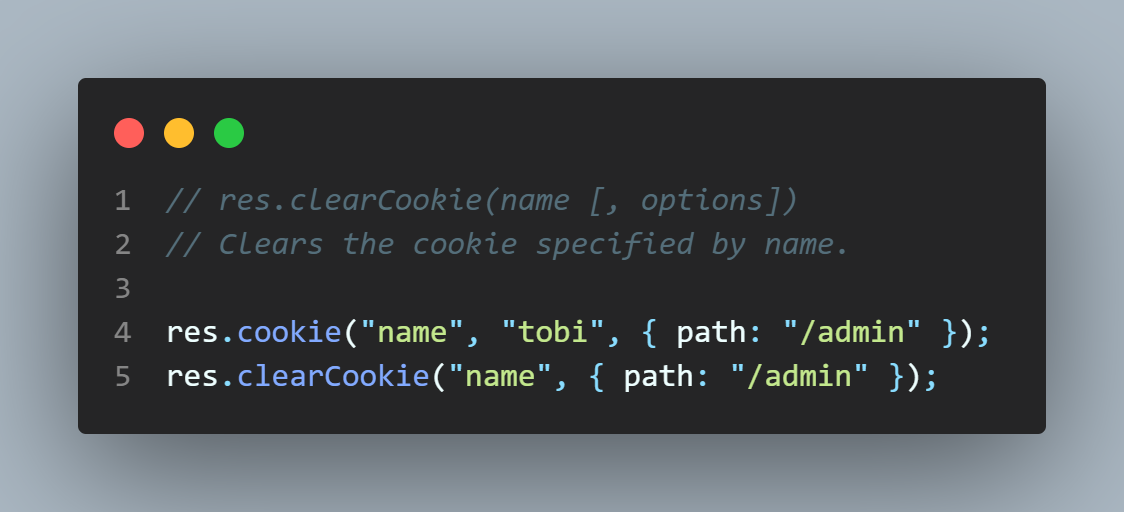 1 // res.clearCookie(name [, options])
2 // Clears the cookie specified by name.
3
4 res.cookie("name", "tobi", { path: "/admin" });
5 res.clearCookie("name", { path: "/admin" });